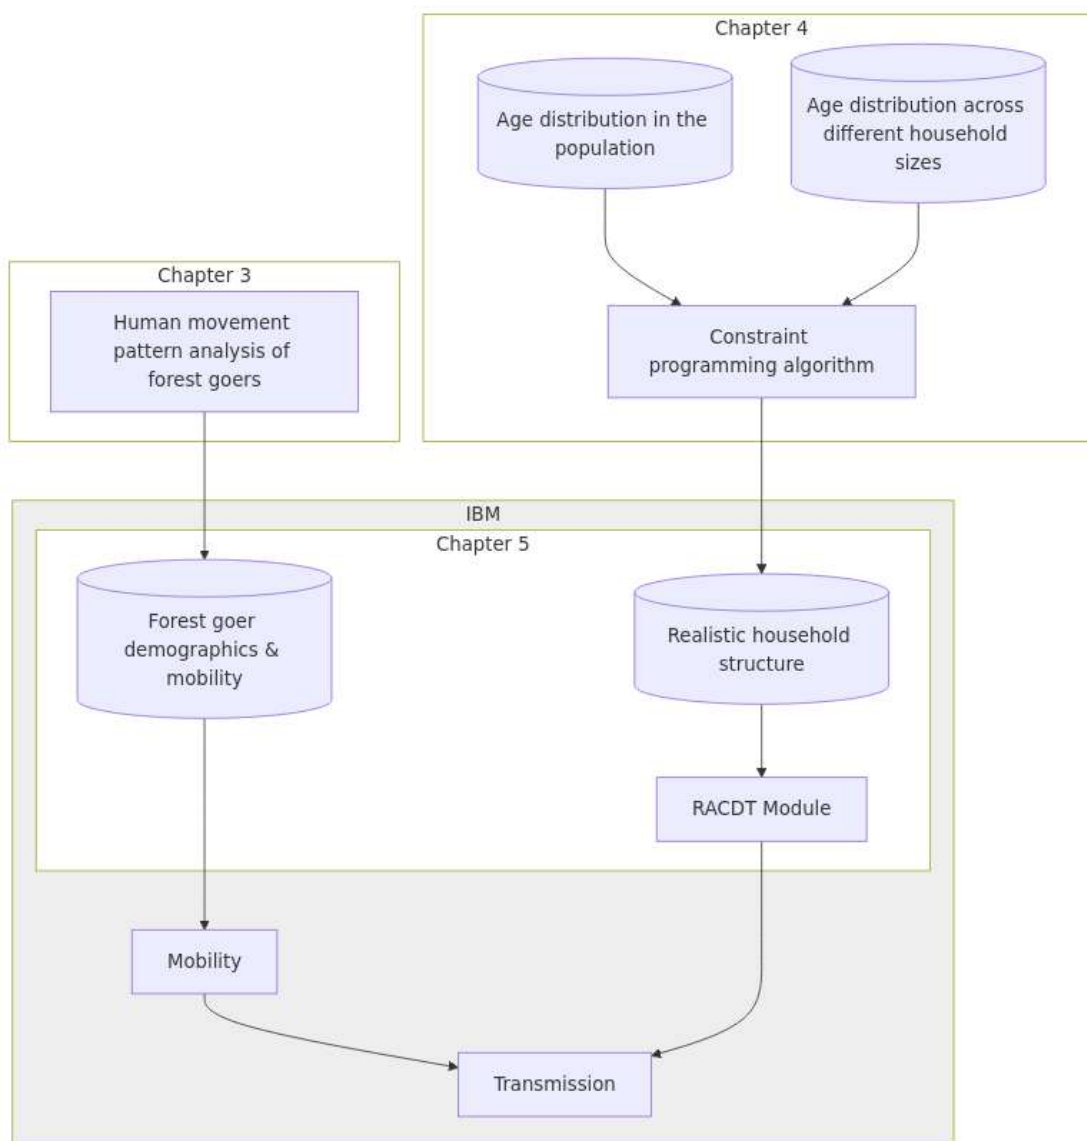 Chapter 4
Age distribution in the
population
Age distribution across
different household
sizes
Constraint
programming algorithm
Chapter 3
Human movement
pattern analysis of
forest goers
IBM
Chapter 5
Forest goer
demographics &
mobility
Realistic household
structure
RACDT Module
Mobility
Transmission